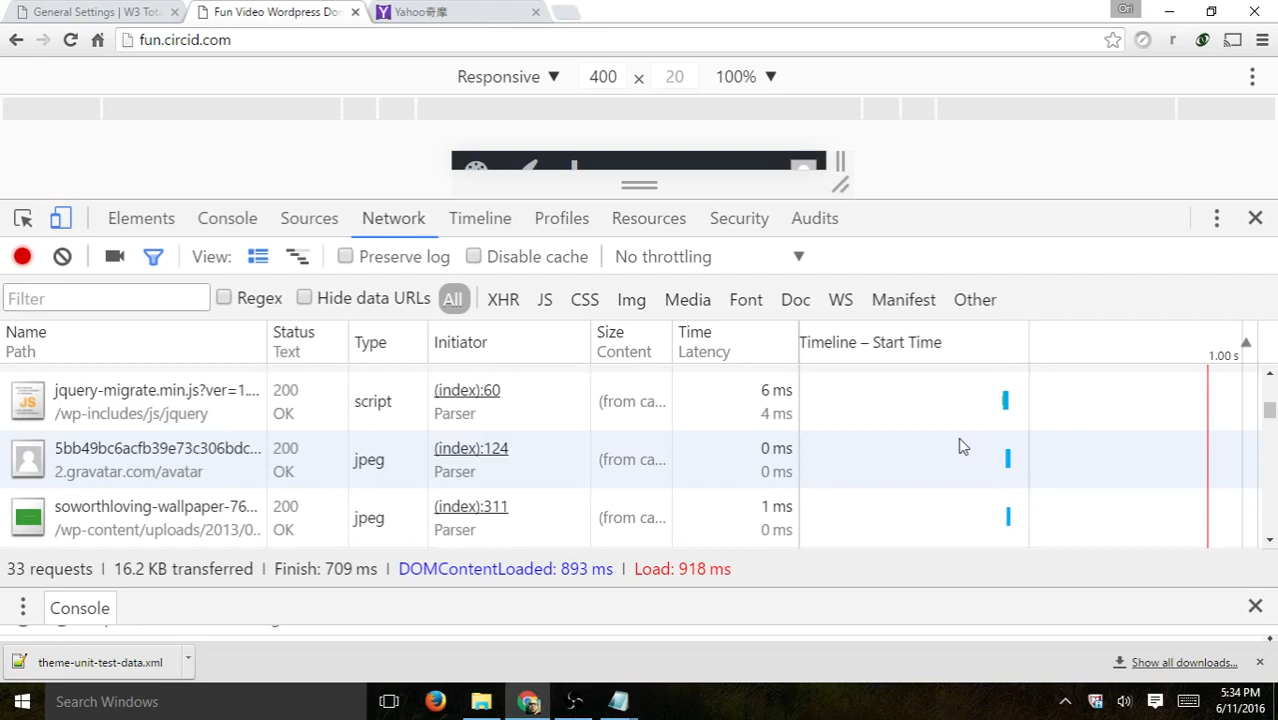 General Settings | W3 Tota
Fun Video Wordpress Don
Yahoo奇摩
Ori
fun.circid.com
Responsive
400 × 20
100%
Elements
Console
Sources
Network
Timeline
Profiles
Resources
Security
Audits
View:
Preserve log
Disable cache
No throttling
Filter
Regex
Hide data URLs
All
XHR
JS
CSS
Img
Media
Font
Doc
WS
Manifest
Other
Name
Path
Status
Text
Type
Initiator
Size
Content
Time
Latency
Timeline – Start Time
1.00 s
jquery-migrate.min.js?ver=1....
/wp-includes/js/jquery
200
OK
script
(index):60
Parser
(from ca...
6 ms
4 ms
5bb49bc6acfb39e73c306bdc...
2.gravatar.com/avatar
200
OK
jpeg
(index):124
Parser
(from ca...
0 ms
0 ms
soworthloving-wallpaper-76...
/wp-content/uploads/2013/0..
200
OK
jpeg
(index):311
Parser
(from ca...
1 ms
0 ms
33 requests | 16.2 KB transferred | Finish: 709 ms | DOMContentLoaded: 893 ms | Load: 918 ms
Console
theme-unit-test-data.xml
Show all downloads...
Search Windows
5:34 PM
6/11/2016